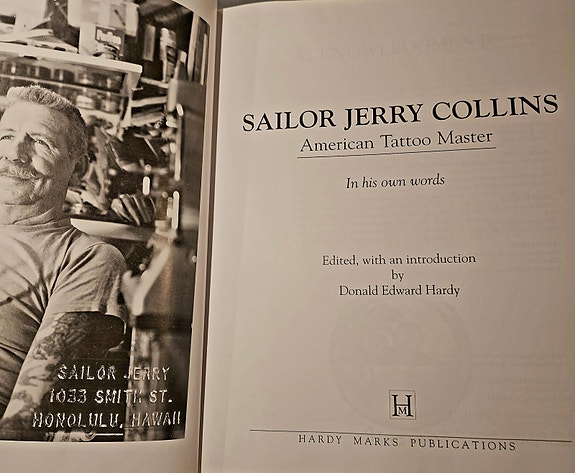 SAILOR JERRY
1033 SMITH ST.
HONOLULU, HAWAII
SAILOR JERRY COLLINS
American Tattoo Master
In his own words
Edited, with an introduction
by
Donald Edward Hardy
HM
HARDY MARKS PUBLICATIONS